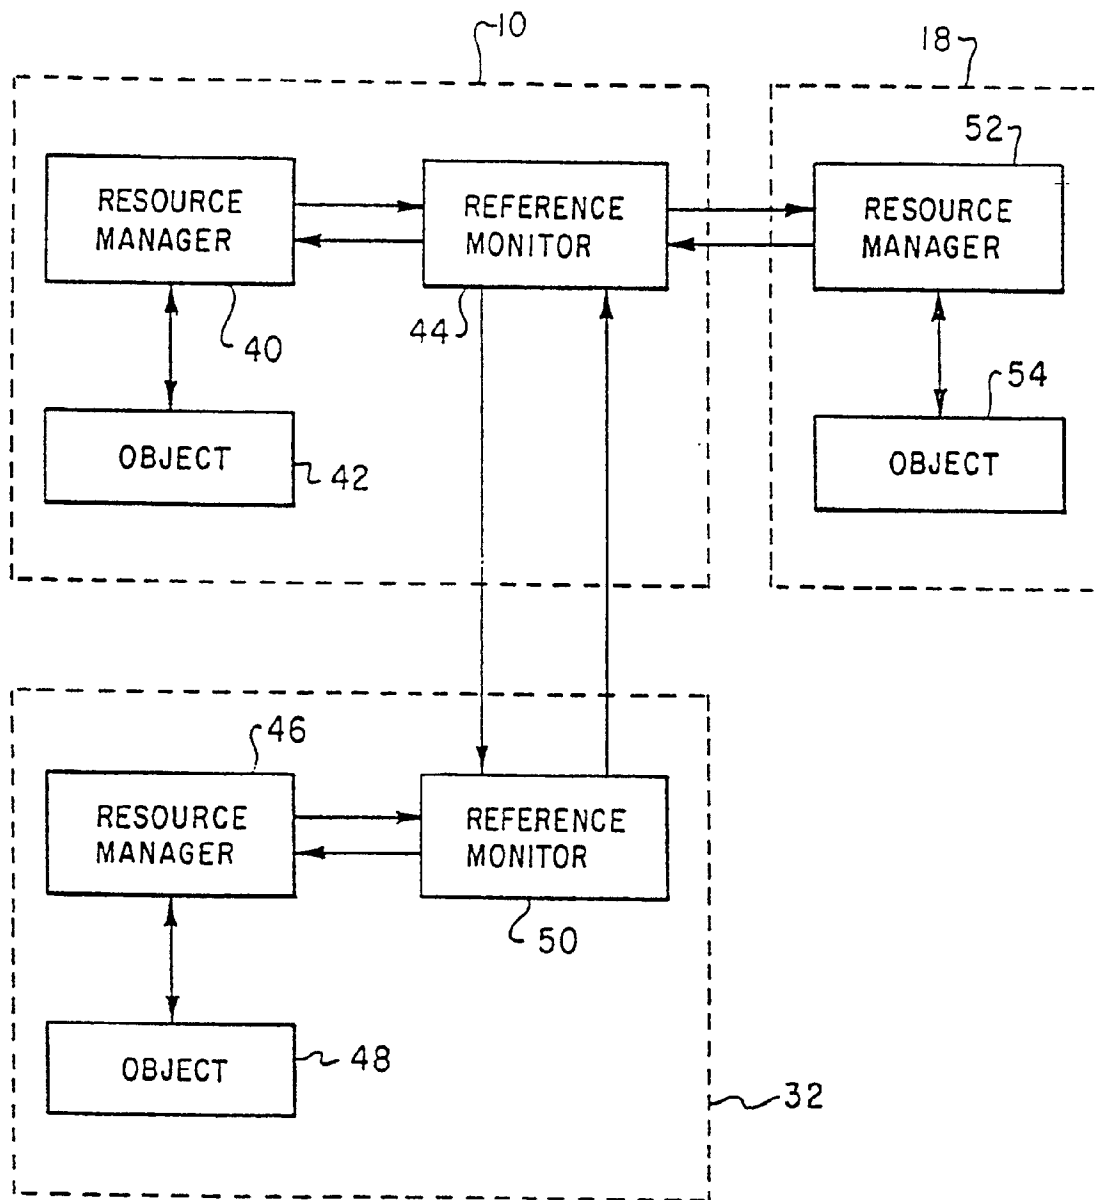 10
18
52
RESOURCE
MANAGER
REFERENCE
MONITOR
RESOURCE
MANAGER
40
44
54
OBJECT
42
OBJECT
46
RESOURCE
MANAGER
REFERENCE
MONITOR
50
OBJECT
48
32